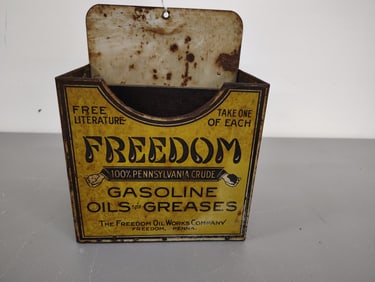 FREE LITERATURE
TAKE ONE OF EACH
FREEDOM
100% PENNSYLVANIA CRUDE
GASOLINE
OILS AND GREASES
THE FREEDOM OIL WORKS COMPANY
FREEDOM, PENNA.